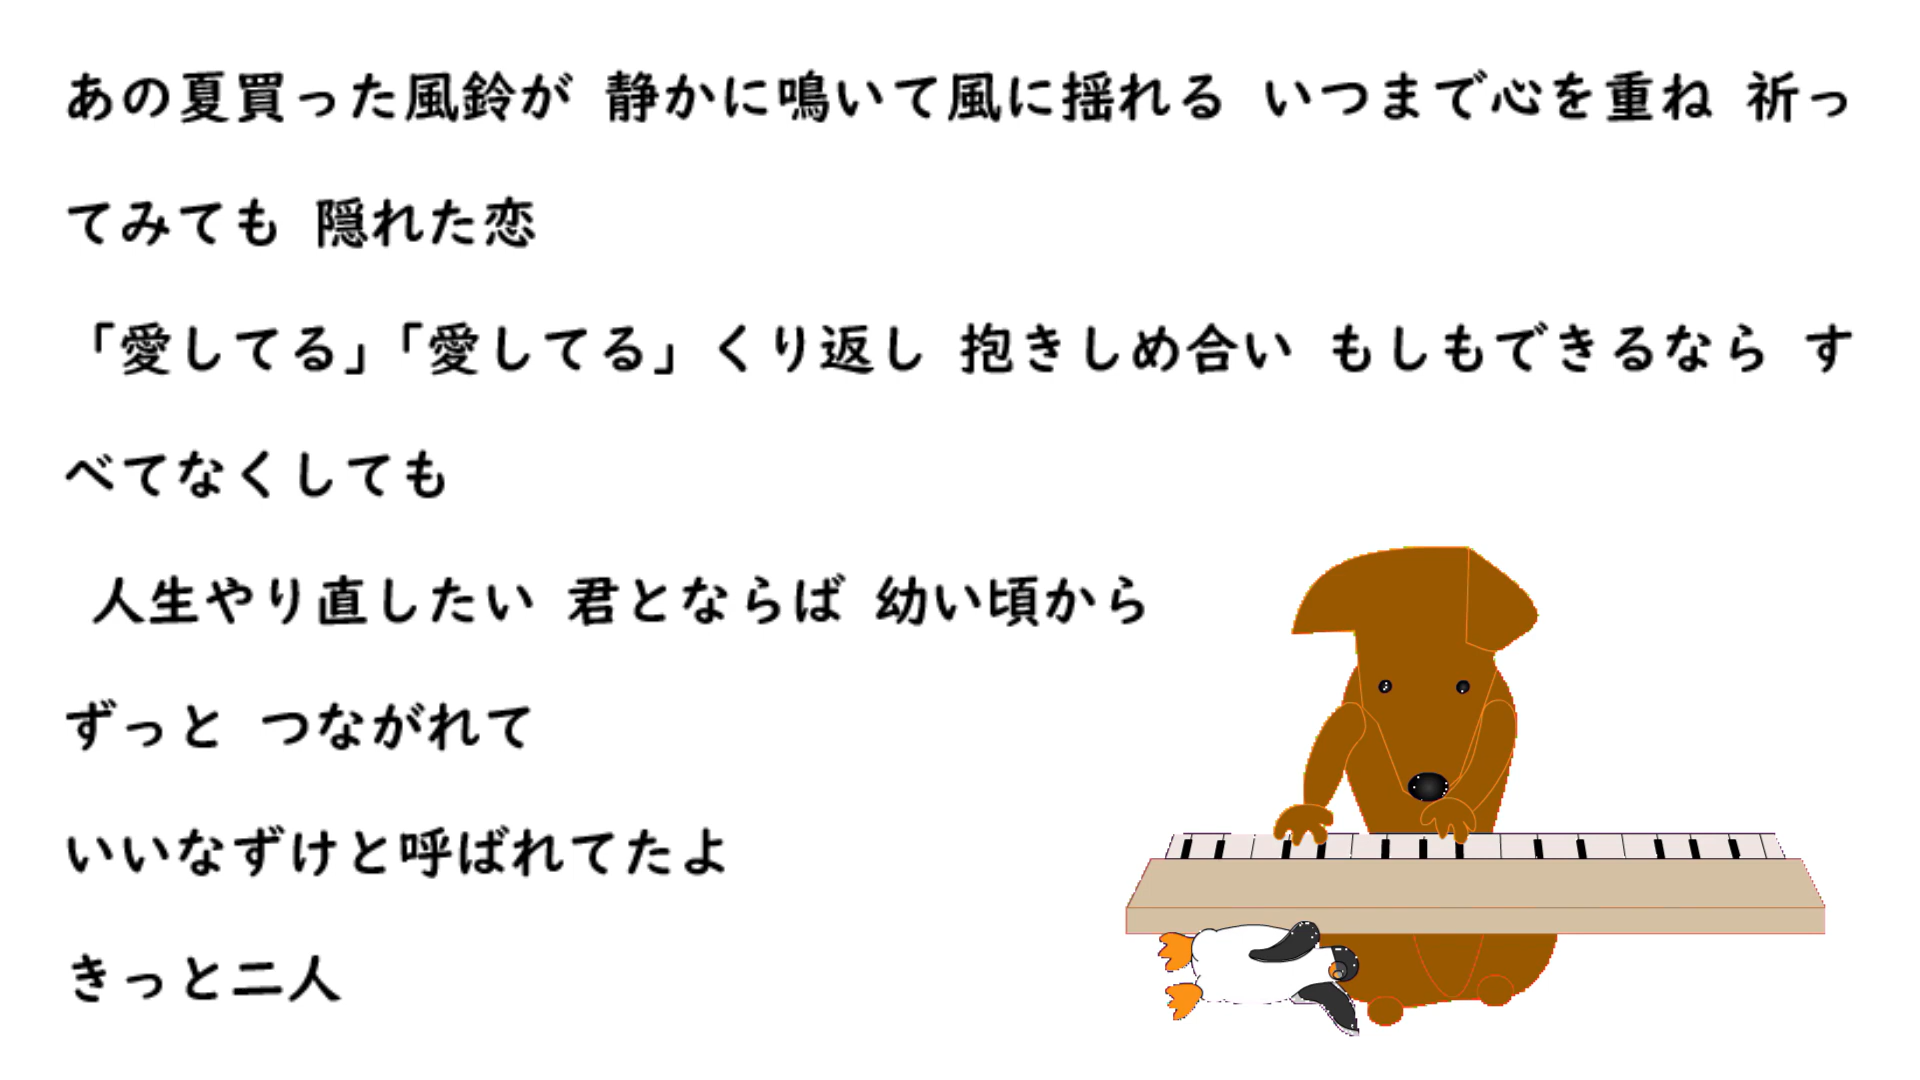 あの夏買った風鈴が 静かに鳴いて風に揺れる いつまで心を重ね 祈っ
てみても 隠れた恋
「愛してる」「愛してる」くり返し 抱きしめ合い もしもできるなら す
べてなくしても
人生やり直したい 君とならば 幼い頃から
ずっと つながれて
いいなずけと呼ばれてたよ
きっと二人